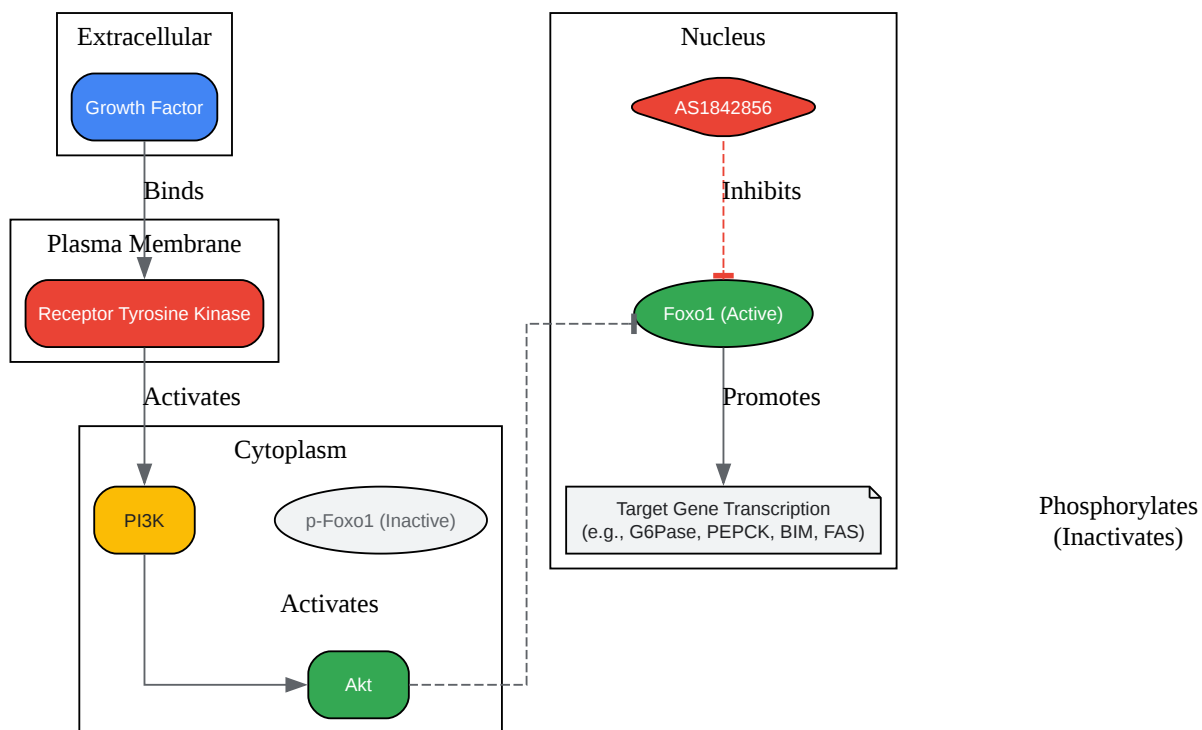 Extracellular
Growth Factor
Binds
Plasma Membrane
Receptor Tyrosine Kinase
Activates
Cytoplasm
PI3K
p-Foxo1 (Inactive)
Activates
Akt
Nucleus
AS1842856
Inhibits
Foxo1 (Active)
Promotes
Target Gene Transcription
(e.g., G6Pase, PEPCK, BIM, FAS)
Phosphorylates
(Inactivates)